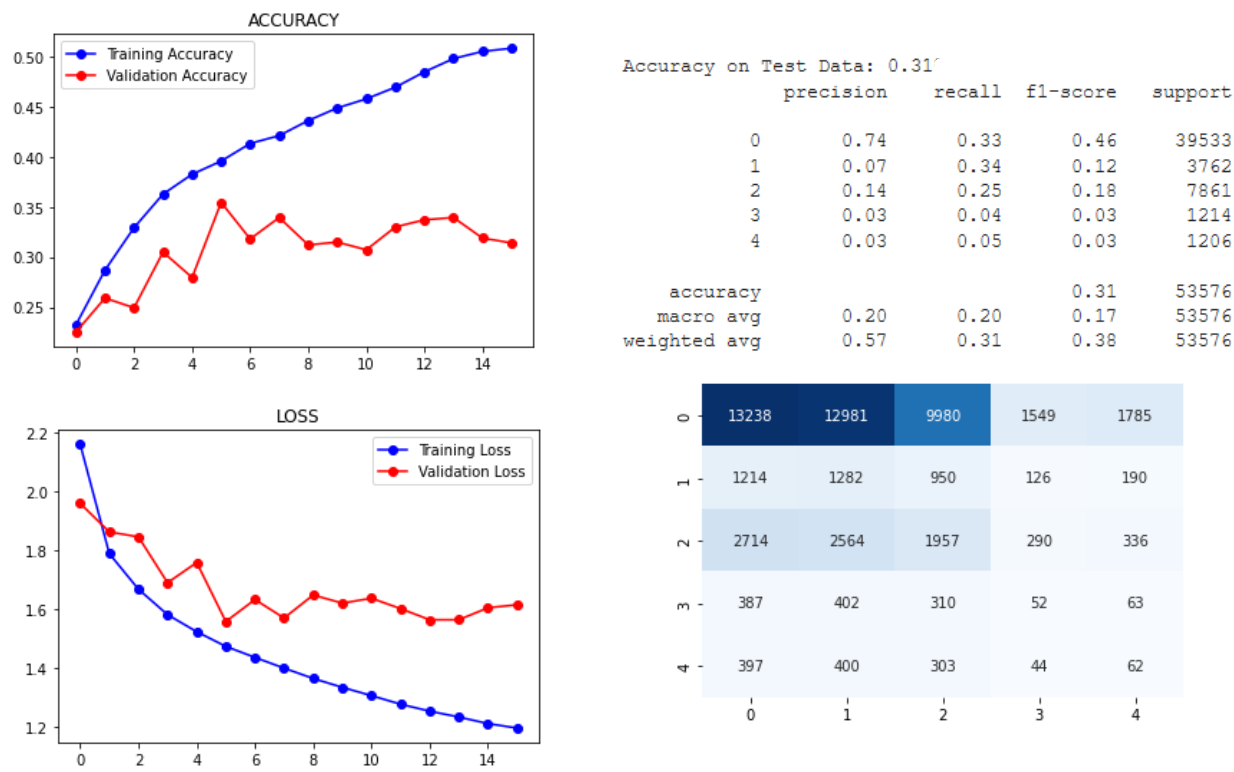 ACCURACY
Training Accuracy
Validation Accuracy
0.50
0.45
0.40
0.35
0.30
0.25
0 2 4 6 8 10 12 14
LOSS
Training Loss
Validation Loss
2.2
2.0
1.8
1.6
1.4
1.2
0 2 4 6 8 10 12 14
Accuracy on Test Data: 0.31
precision recall f1-score support
0 0.74 0.33 0.46 39533
1 0.07 0.34 0.12 3762
2 0.14 0.25 0.18 7861
3 0.03 0.04 0.03 1214
4 0.03 0.05 0.03 1206
accuracy 0.31 53576
macro avg 0.20 0.20 0.17 53576
weighted avg 0.57 0.31 0.38 53576
0 13238 12981 9980 1549 1785
1 1214 1282 950 126 190
2 2714 2564 1957 290 336
3 387 402 310 52 63
4 397 400 303 44 62
0 1 2 3 4